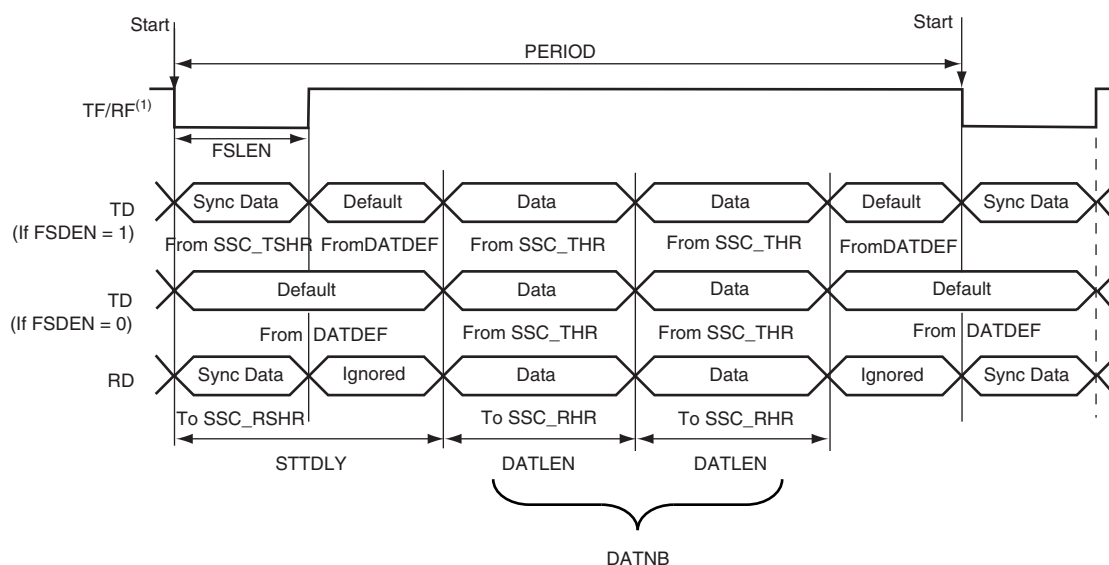 Start
Start
PERIOD
TF/RF(1)
FSLEN
TD
(If FSDEN = 1)
Sync Data
Default
Data
Data
Default
Sync Data
From SSC_TSHR
FromDATDEF
From SSC_THR
From SSC_THR
FromDATDEF
TD
(If FSDEN = 0)
Default
Data
Data
Default
From DATDEF
From SSC_THR
From SSC_THR
From DATDEF
RD
Sync Data
Ignored
Data
Data
Ignored
Sync Data
To SSC_RSHR
To SSC_RHR
To SSC_RHR
STTDLY
DATLEN
DATLEN
DATNB